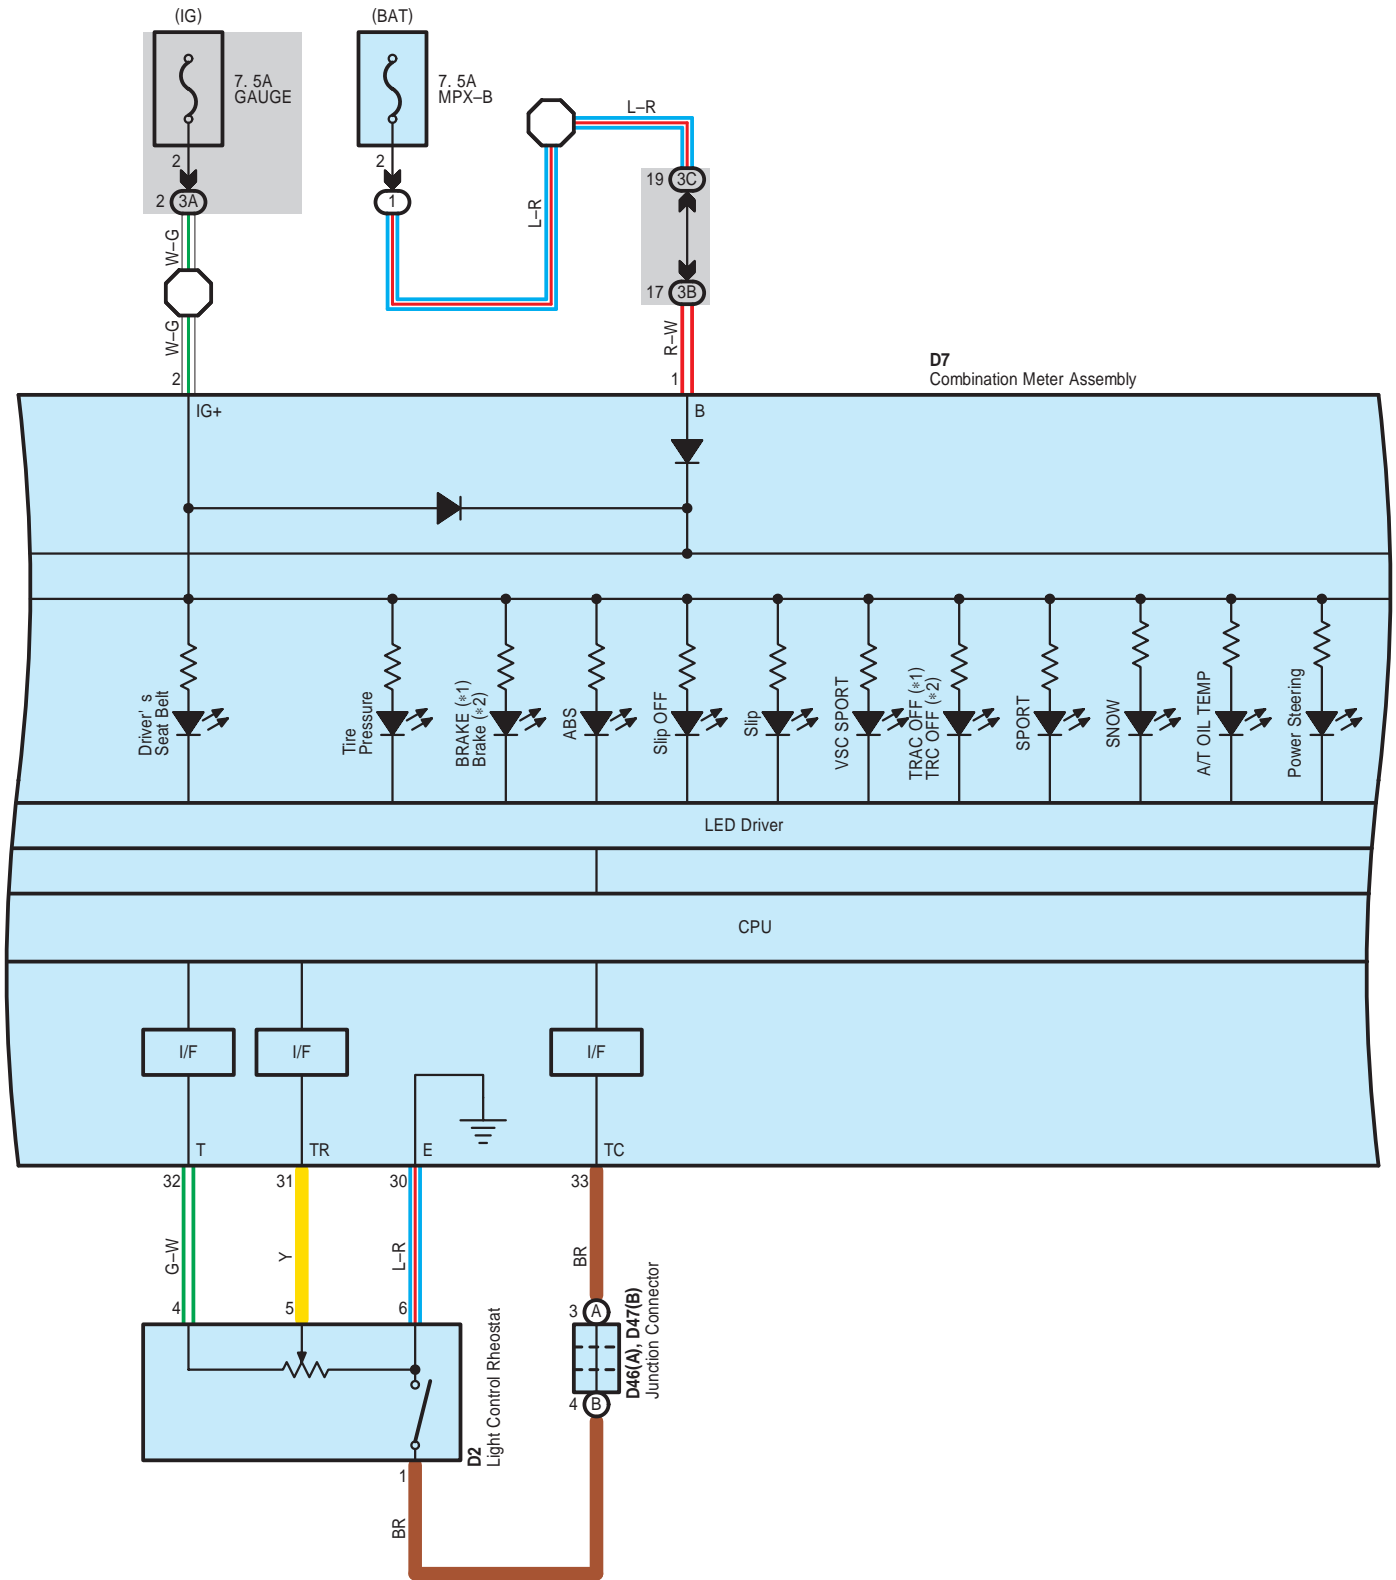 (IG)
(BAT)
7. 5A
GAUGE
7. 5A
MPX–B
2
2
2 3A
1
L–R
L–R
19 3C
17 3B
W–G
W–G
R–W
2
1
D7
Combination Meter Assembly
IG+
B
Driver' s
Seat Belt
Tire
Pressure
BRAKE (*1)
Brake (*2)
ABS
Slip OFF
Slip
VSC SPORT
TRAC OFF (*1)
TRC OFF (*2)
SPORT
SNOW
A/T OIL TEMP
Power Steering
LED Driver
CPU
I/F
I/F
I/F
T
TR
E
TC
32
31
30
33
G–W
Y
L–R
BR
4
5
6
3 A
4 B
D46(A), D47(B)
Junction Connector
D2
Light Control Rheostat
1
BR